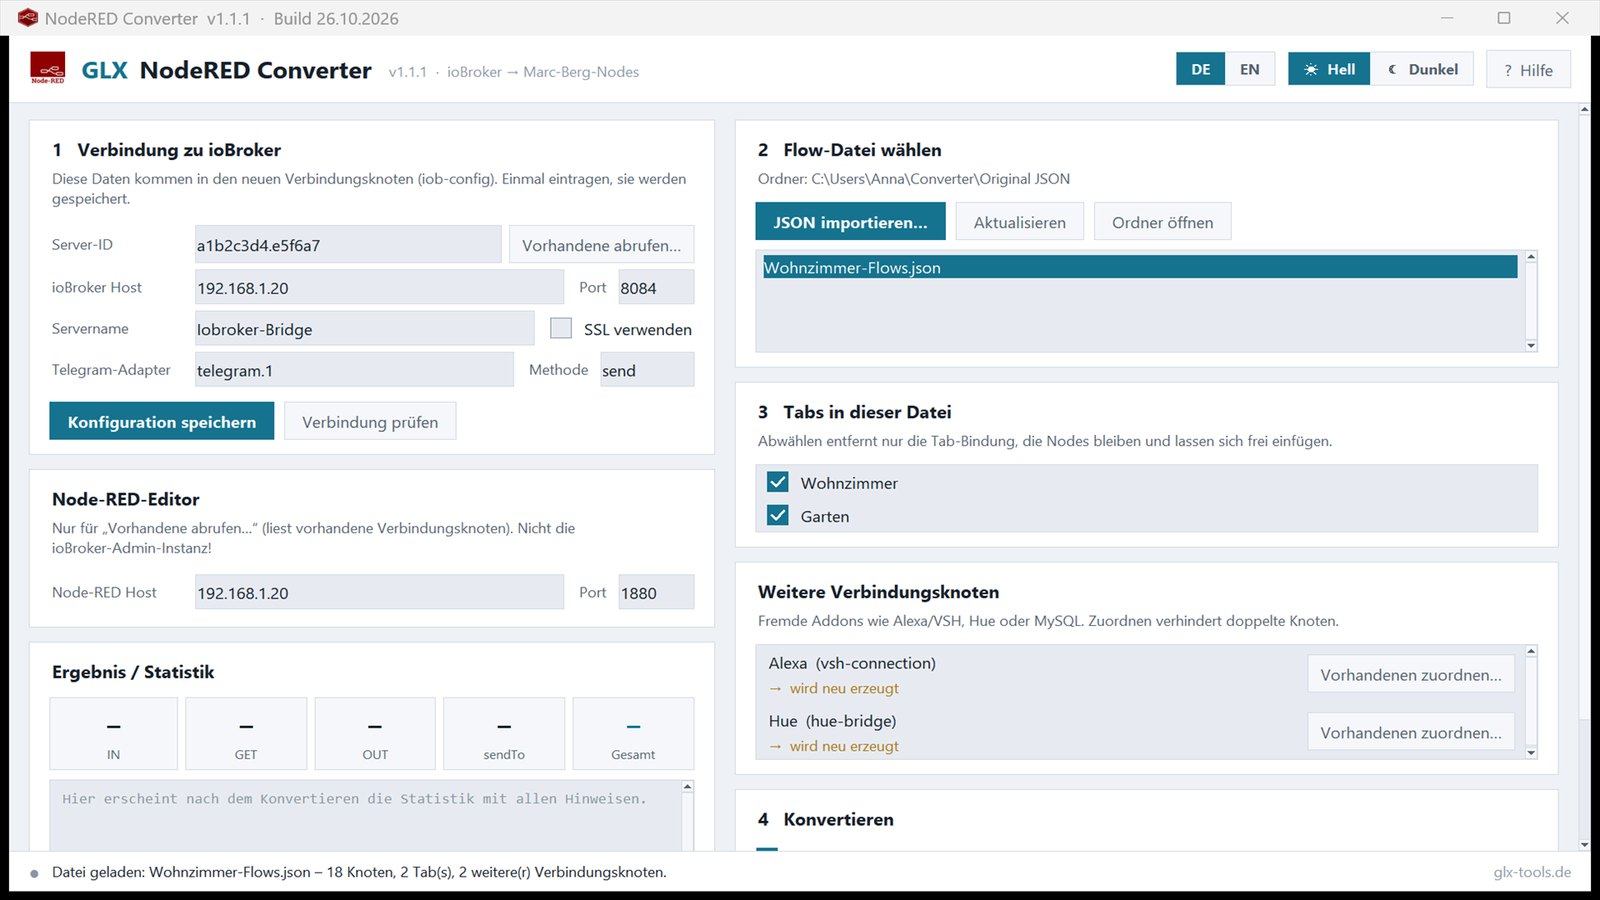 NodeRED Converter v1.1.1 · Build 26.10.2026
Node-RED
GLX NodeRED Converter v1.1.1 · ioBroker → Marc-Berg-Nodes
DE EN Hell Dunkel ? Hilfe
1 Verbindung zu ioBroker
Diese Daten kommen in den neuen Verbindungsknoten (iob-config). Einmal eintragen, sie werden
gespeichert.
Server-ID a1b2c3d4.e5f6a7 Vorhandene abrufen...
ioBroker Host 192.168.1.20 Port 8084
Servername Iobroker-Bridge SSL verwenden
Telegram-Adapter telegram.1 Methode send
Konfiguration speichern Verbindung prüfen
Node-RED-Editor
Nur für „Vorhandene abrufen...“ (liest vorhandene Verbindungsknoten). Nicht die
ioBroker-Admin-Instanz!
Node-RED Host 192.168.1.20 Port 1880
Ergebnis / Statistik
– – – – –
IN GET OUT sendTo Gesamt
Hier erscheint nach dem Konvertieren die Statistik mit allen Hinweisen.
2 Flow-Datei wählen
Ordner: C:\Users\Anna\Converter\Original JSON
JSON importieren... Aktualisieren Ordner öffnen
Wohnzimmer-Flows.json
3 Tabs in dieser Datei
Abwählen entfernt nur die Tab-Bindung, die Nodes bleiben und lassen sich frei einfügen.
Wohnzimmer
Garten
Weitere Verbindungsknoten
Fremde Addons wie Alexa/VSH, Hue oder MySQL. Zuordnen verhindert doppelte Knoten.
Alexa (vsh-connection)
→ wird neu erzeugt
Vorhandenen zuordnen...
Hue (hue-bridge)
→ wird neu erzeugt
Vorhandenen zuordnen...
4 Konvertieren
Datei geladen: Wohnzimmer-Flows.json – 18 Knoten, 2 Tab(s), 2 weitere(r) Verbindungsknoten.
glx-tools.de